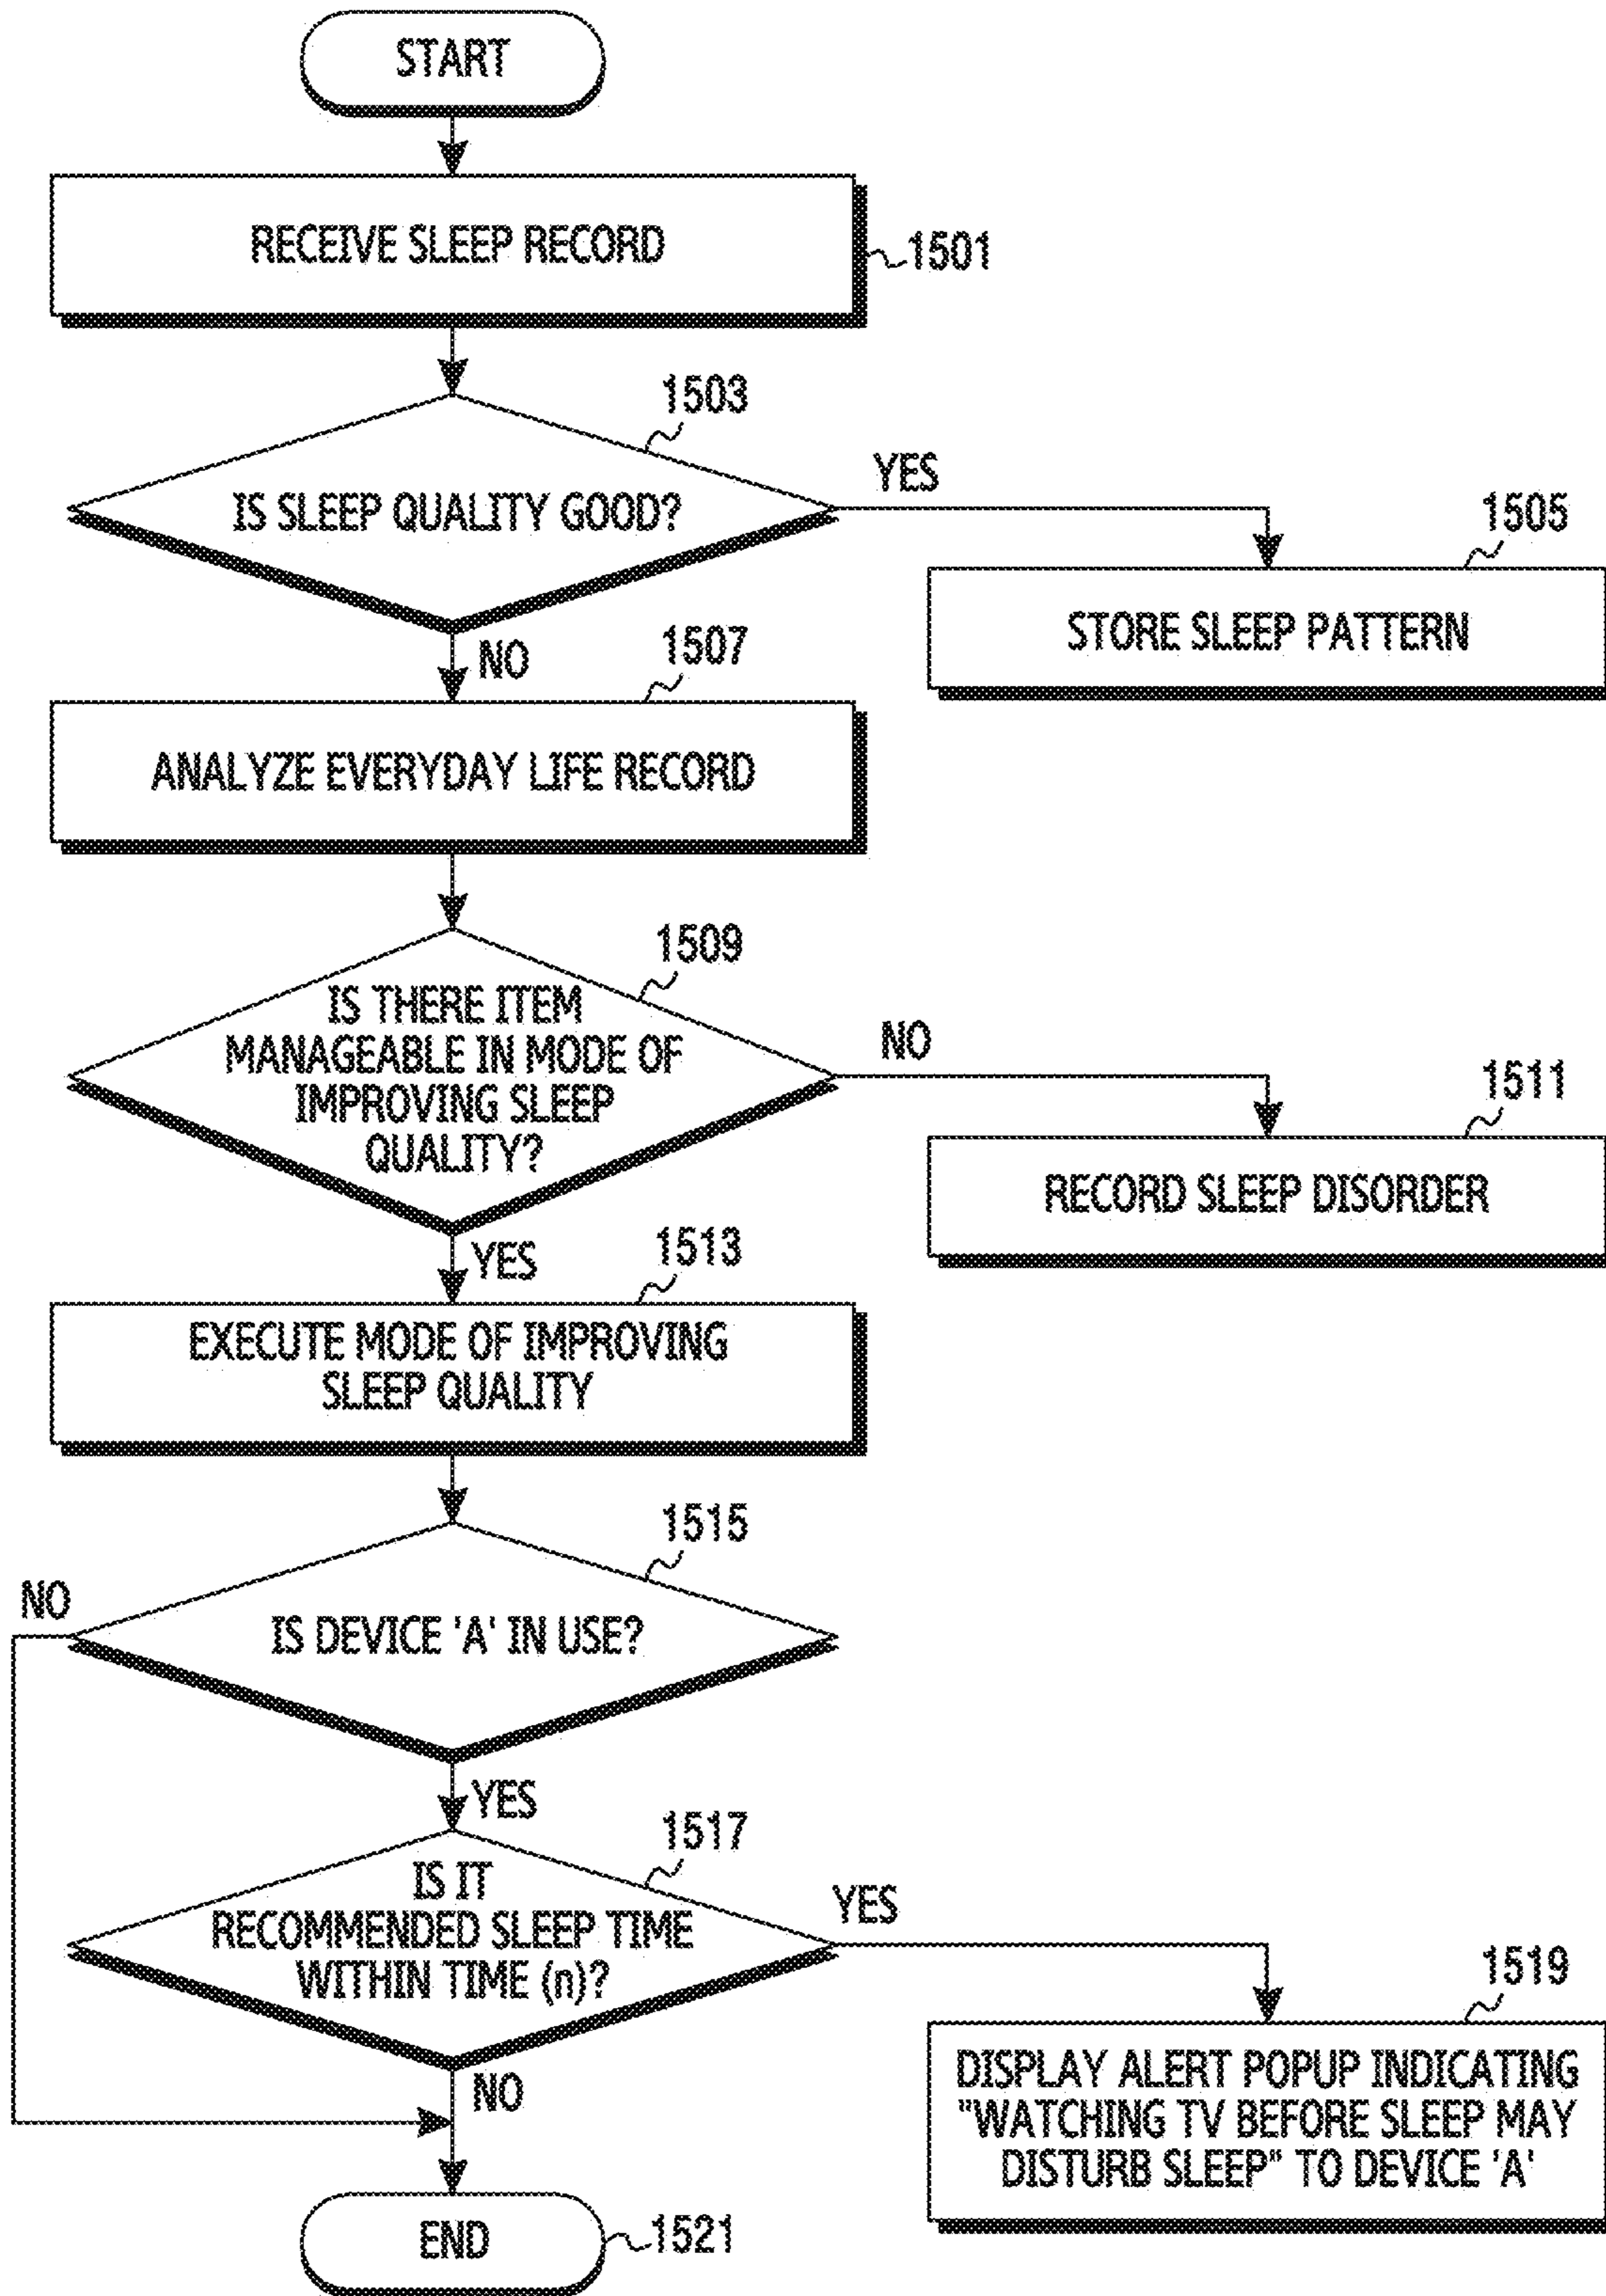 START
RECEIVE SLEEP RECORD
1501
1503
IS SLEEP QUALITY GOOD?
YES
1505
STORE SLEEP PATTERN
NO
1507
ANALYZE EVERYDAY LIFE RECORD
1509
IS THERE ITEM
MANAGEABLE IN MODE OF
IMPROVING SLEEP
QUALITY?
NO
1511
RECORD SLEEP DISORDER
YES
1513
EXECUTE MODE OF IMPROVING
SLEEP QUALITY
1515
NO
IS DEVICE 'A' IN USE?
YES
1517
IS IT
RECOMMENDED SLEEP TIME
WITHIN TIME (n)?
YES
1519
DISPLAY ALERT POPUP INDICATING
"WATCHING TV BEFORE SLEEP MAY
DISTURB SLEEP" TO DEVICE 'A'
NO
END
1521